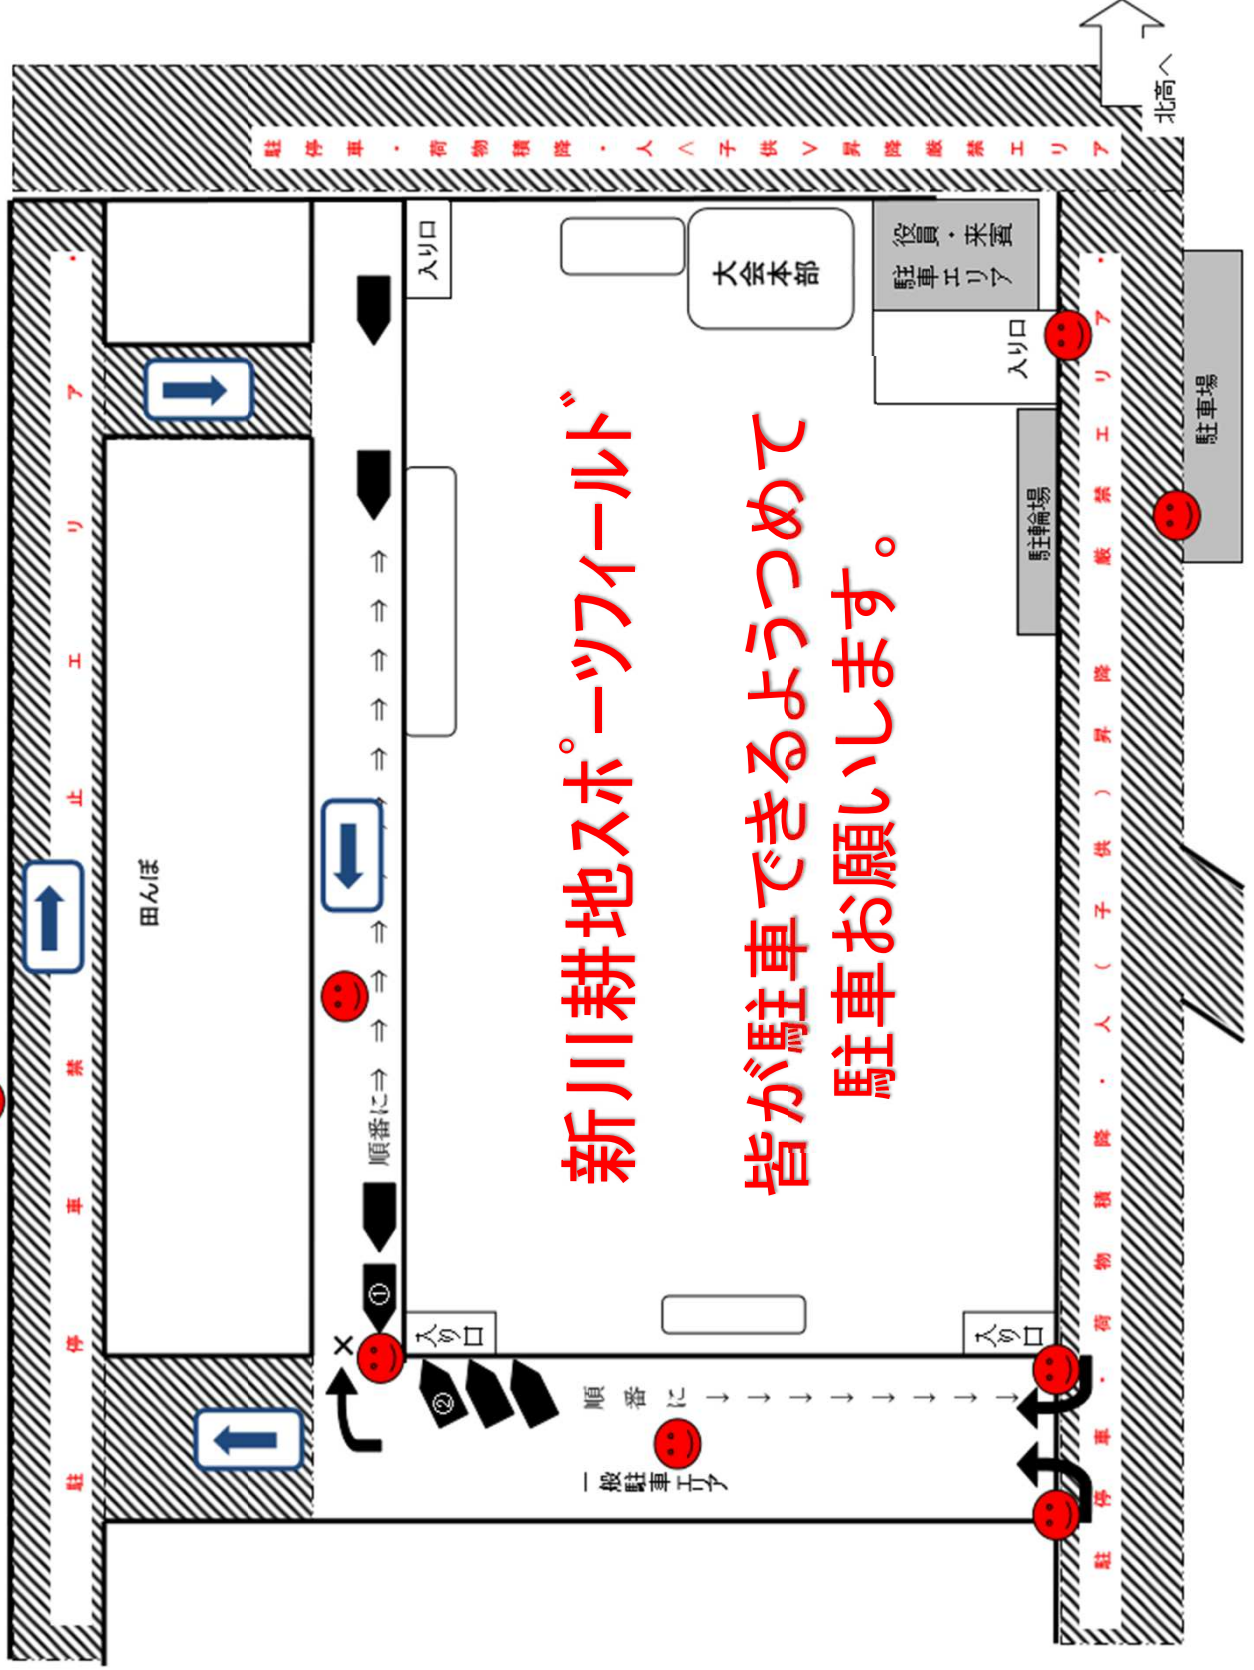 駐停車禁止エリア・
田んぼ
×
①
順番に⇒⇒⇒⇒⇒⇒⇒⇒⇒
入り口
入り口
②
順番に↓↓↓↓↓↓↓↓
一般駐車エリア
新川耕地スポーツフィールド
皆が駐車できるようつめて
駐車お願いします。
大会本部
役員・来賓
駐車エリア
入り口
入り口
駐輪場
駐停車・荷物積降・人<子供>昇降厳禁エリア
駐停車・荷物積降・人(子供)昇降厳禁エリア・
北高へ
駐車場